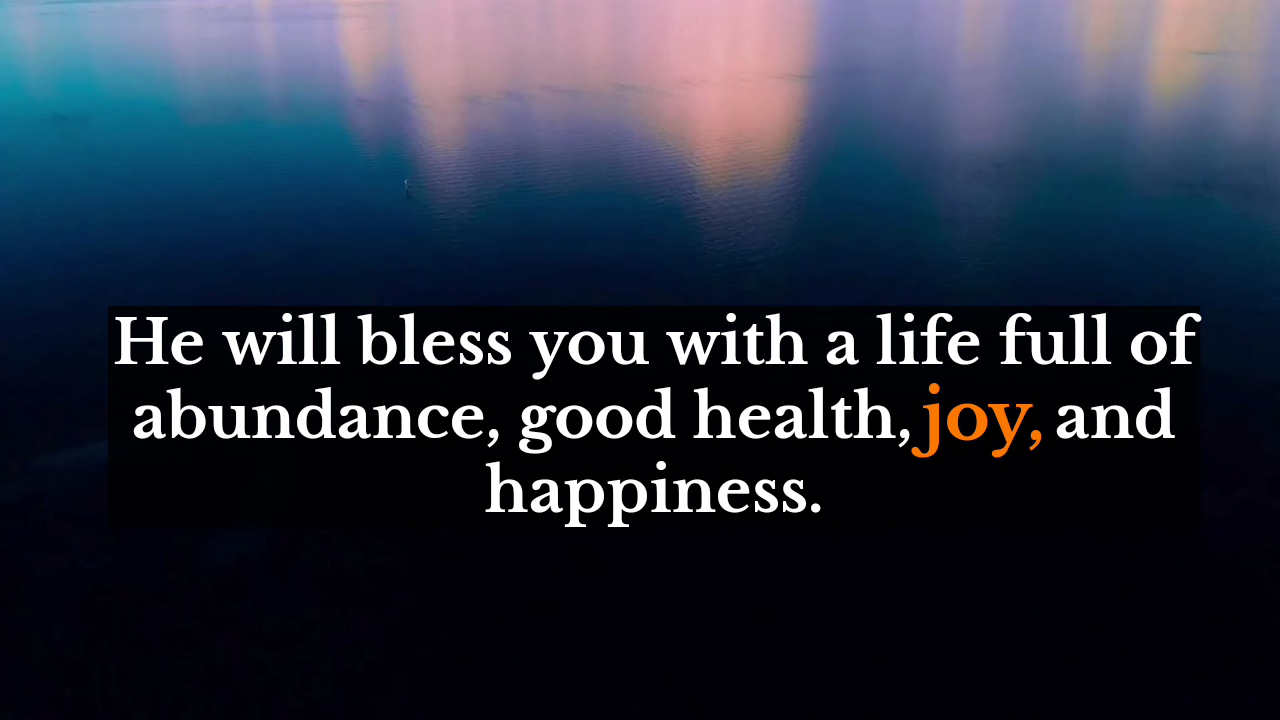 He will bless you with a life full of
abundance, good health, joy, and
happiness.